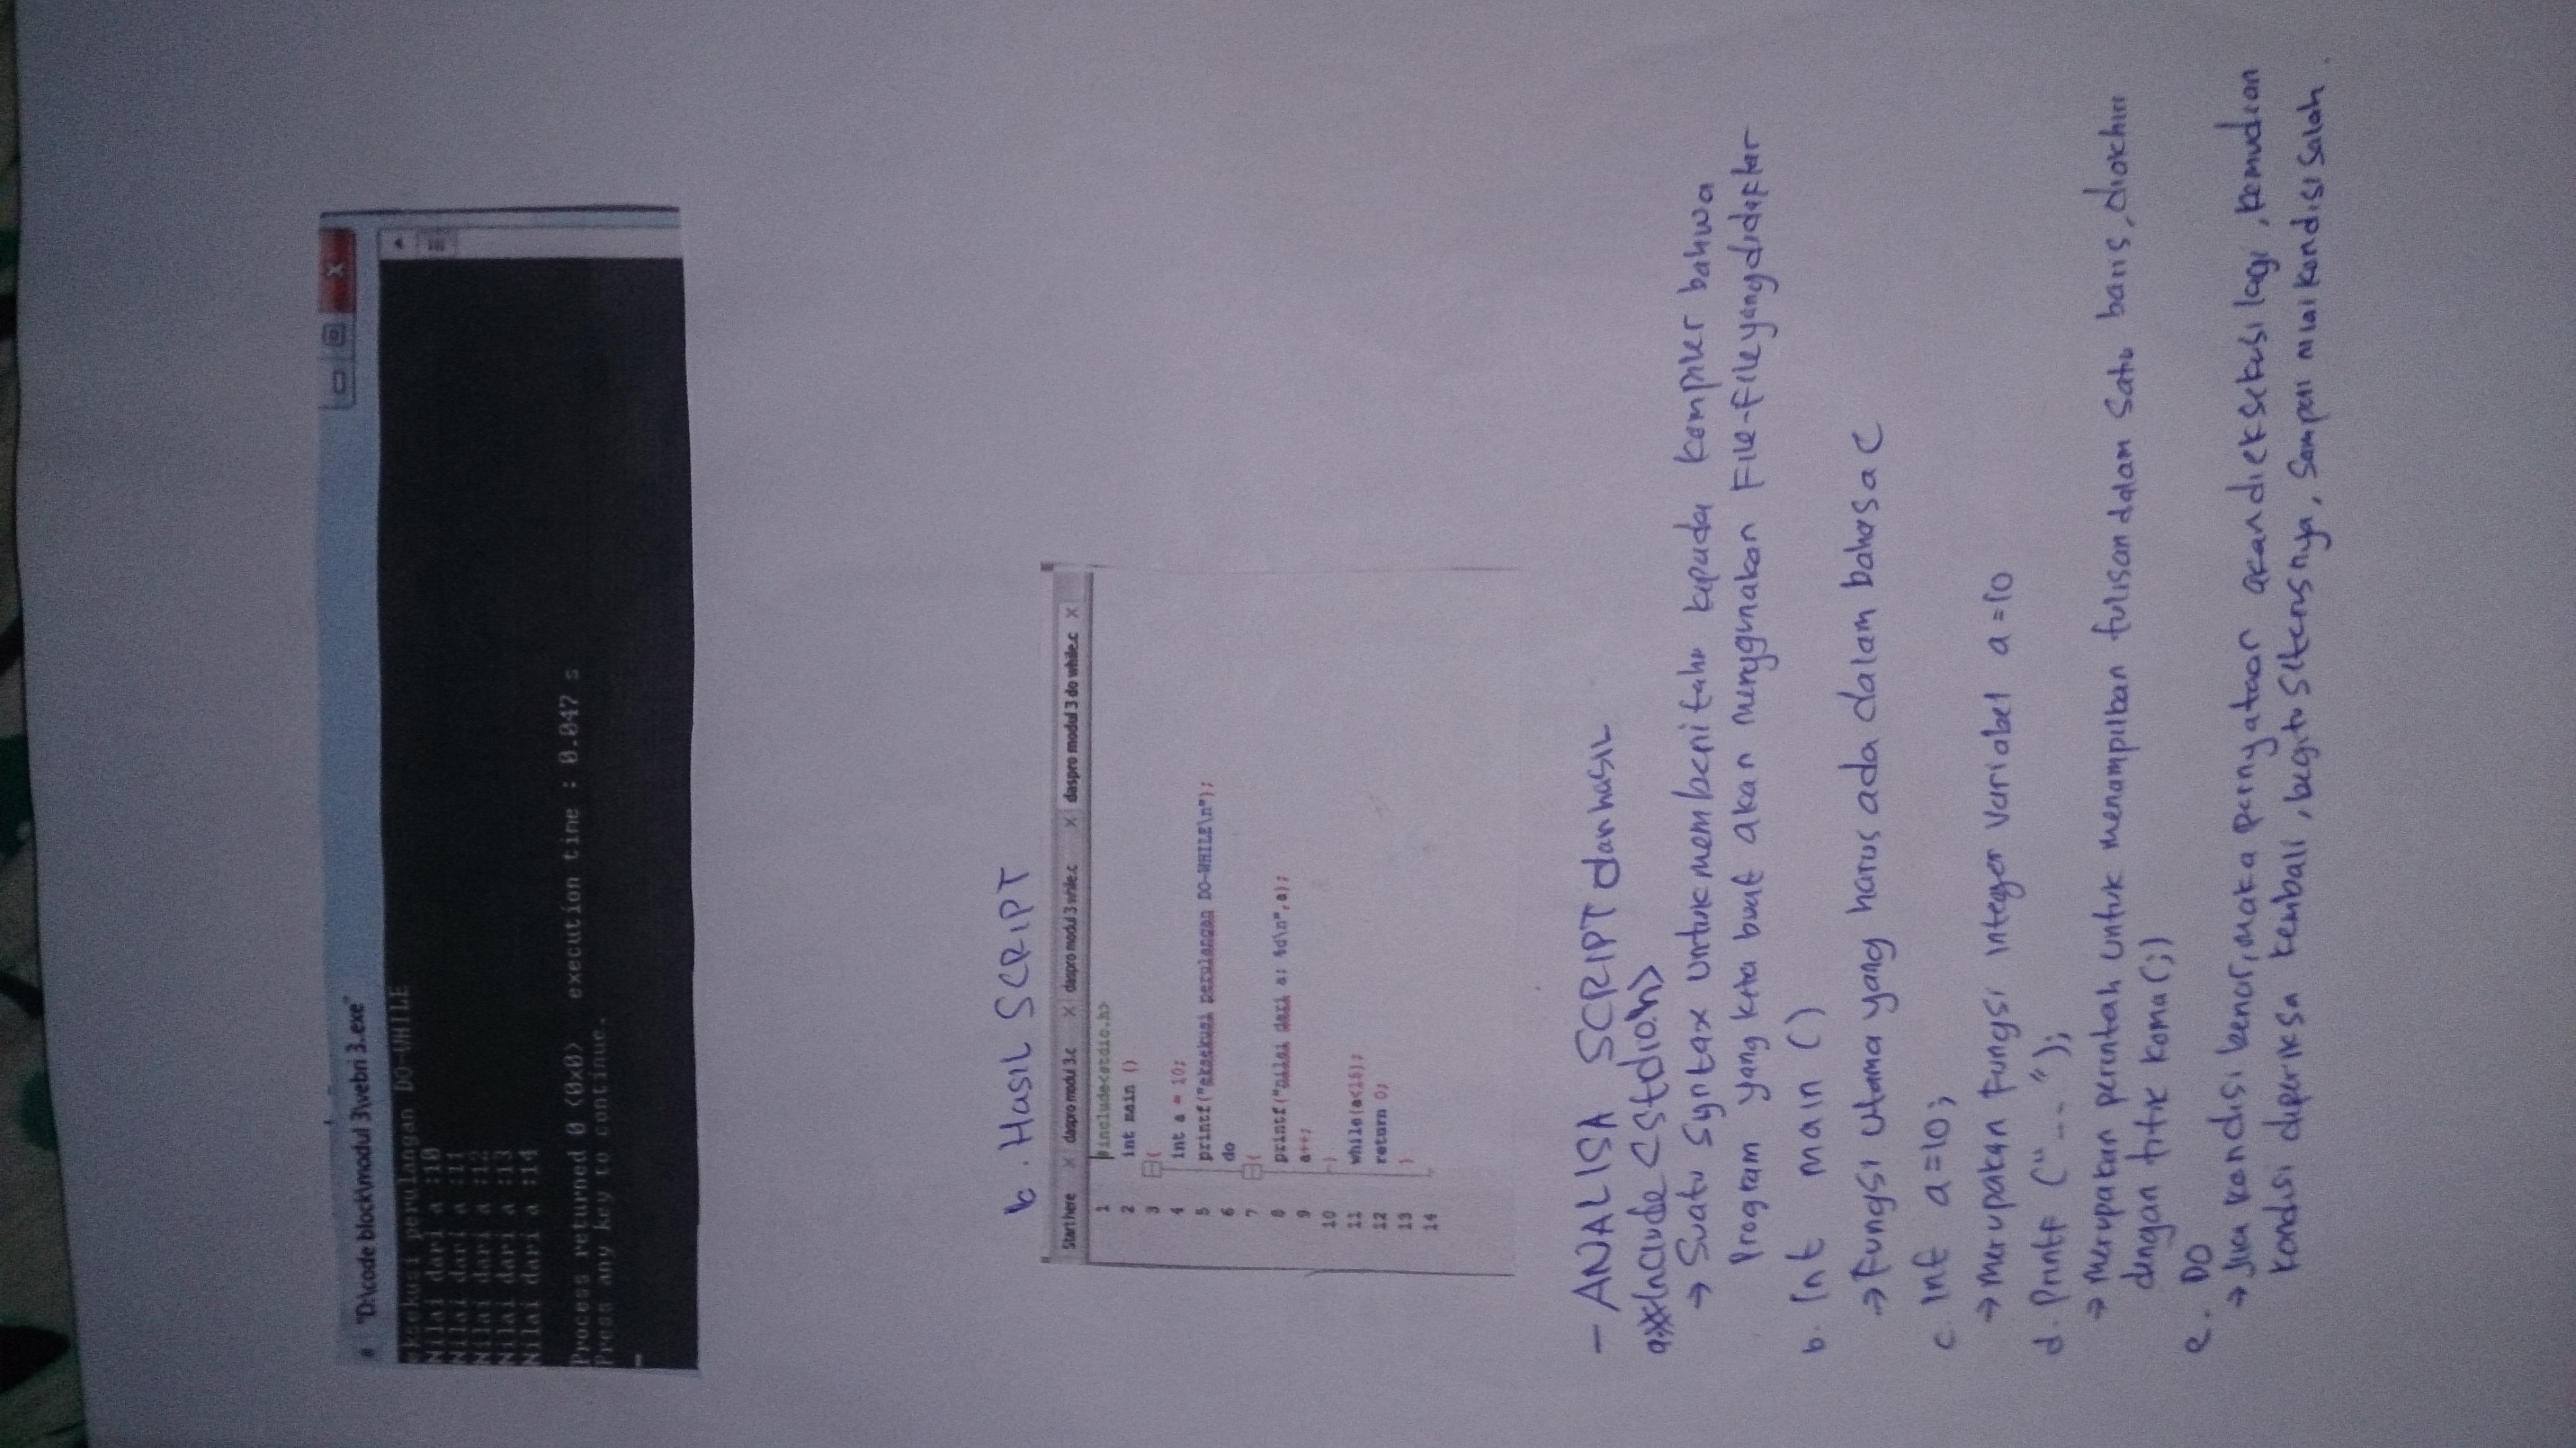 "D:\code block\modul 3\vebri 3..exe"
eksekusi perulangan DO-WHILE
Nilai dari a :10
Nilai dari a :11
Nilai dari a :12
Nilai dari a :13
Nilai dari a :14
Process returned 0 (0x0)   execution time : 0.047 s
Press any key to continue.
b. HASIL SCRIPT
Start here daspro modul 3.c daspro modul 3 while.c daspro modul 3 do while.c
1 #include<stdio.h>
2 int main ()
3 {
4 int a = 10;
5 printf("eksekusi perulangan DO-WHILE\n");
6 do
7 {
8 printf("nilai dari a: %d\n",a);
9 a++;
10 }
11 while(a<15);
12 return 0;
13 }
14
- ANALISA SCRIPT dan hasil
a. #include <stdio.h>
→ Suatu syntax untuk memberitahu kepada kompiler bahwa
Program yang kita buat akan menggunakan File-file yang didaftar
b. Int main ()
→ Fungsi utama yang harus ada dalam bahasa C
c. Int a=10;
→ merupakan Fungsi integer variabel a=10
d. Printf ("... ");
→ merupakan perintah untuk menampilkan tulisan dalam satu baris, diakhiri
dengan titik koma (;)
e. DO
→ Jika kondisi benar, maka pernyataan akan dieksekusi lagi, kemudian
kondisi diperiksa kembali, begitu seterusnya, sampai nilai kondisi salah.